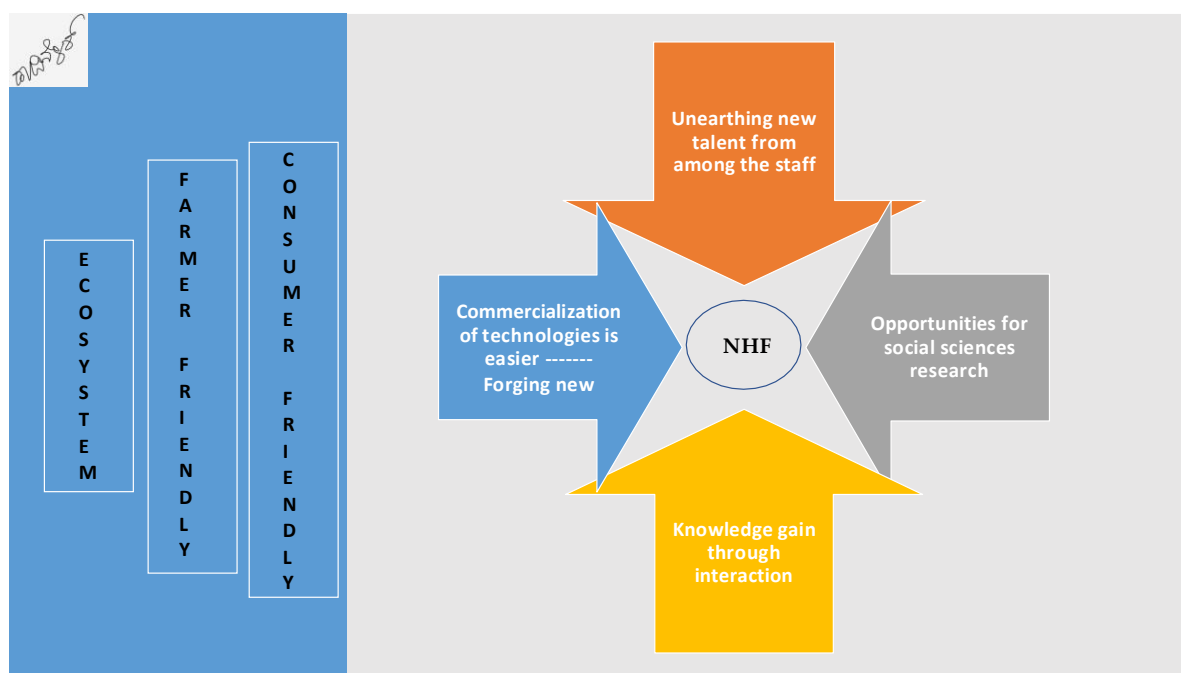 ECOSYSTEM
FARMER FRIENDLY
CONSUMER FRIENDLY
Unearthing new
talent from
among the staff
Commercialization
of technologies is
easier -------
Forging new
NHF
Opportunities for
social sciences
research
Knowledge gain
through
interaction